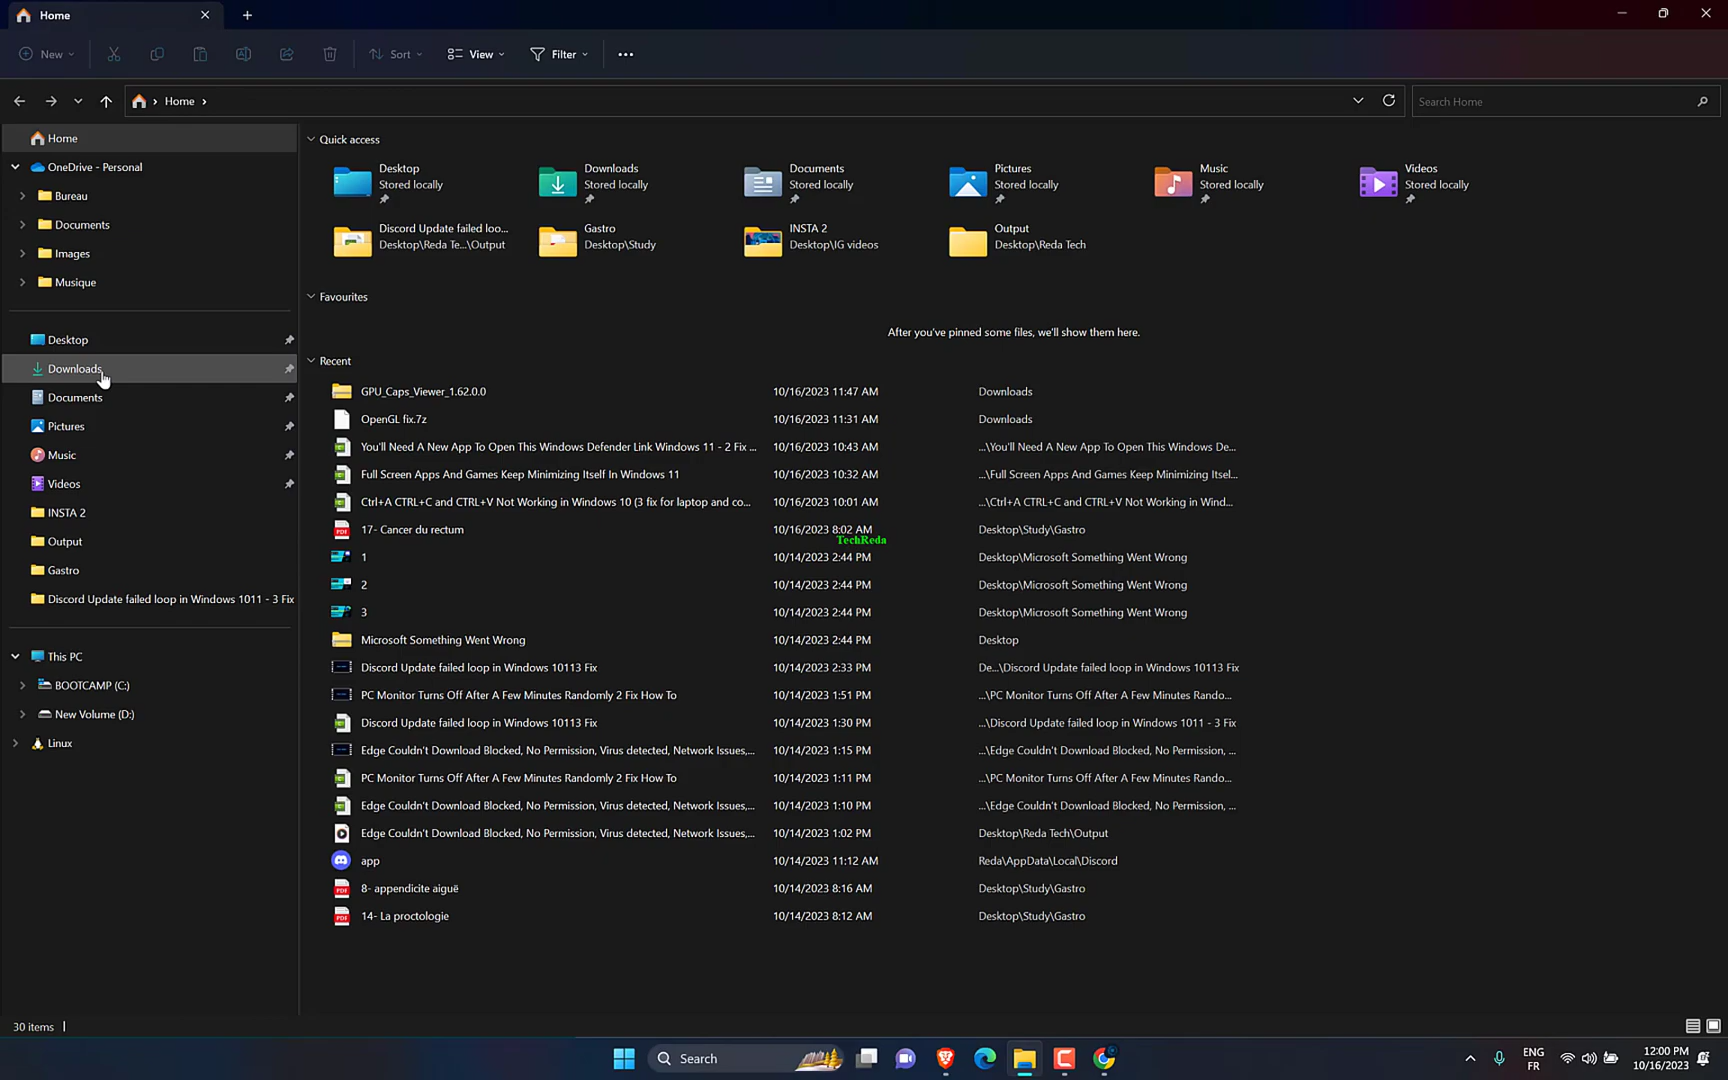 Home
New
Sort
View
Filter
Home
Search Home
Home
OneDrive - Personal
Bureau
Documents
Images
Musique
Desktop
Downloads
Documents
Pictures
Music
Videos
INSTA 2
Output
Gastro
Discord Update failed loop in Windows 1011 - 3 Fix
This PC
BOOTCAMP (C:)
New Volume (D:)
Linux
Quick access
Desktop
Stored locally
Downloads
Stored locally
Documents
Stored locally
Pictures
Stored locally
Music
Stored locally
Videos
Stored locally
Discord Update failed loo...
Desktop\Reda Te...\Output
Gastro
Desktop\Study
INSTA 2
Desktop\IG videos
Output
Desktop\Reda Tech
Favourites
After you've pinned some files, we'll show them here.
Recent
GPU_Caps_Viewer_1.62.0.0 10/16/2023 11:47 AM Downloads
OpenGL fix.7z 10/16/2023 11:31 AM Downloads
You'll Need A New App To Open This Windows Defender Link Windows 11 - 2 Fix ... 10/16/2023 10:43 AM ...\You'll Need A New App To Open This Windows De...
Full Screen Apps And Games Keep Minimizing Itself In Windows 11 10/16/2023 10:32 AM ...\Full Screen Apps And Games Keep Minimizing Itsel...
Ctrl+A CTRL+C and CTRL+V Not Working in Windows 10 (3 fix for laptop and co... 10/16/2023 10:01 AM ...\Ctrl+A CTRL+C and CTRL+V Not Working in Wind...
17- Cancer du rectum 10/16/2023 8:02 AM Desktop\Study\Gastro
TechReda
1 10/14/2023 2:44 PM Desktop\Microsoft Something Went Wrong
2 10/14/2023 2:44 PM Desktop\Microsoft Something Went Wrong
3 10/14/2023 2:44 PM Desktop\Microsoft Something Went Wrong
Microsoft Something Went Wrong 10/14/2023 2:44 PM Desktop
Discord Update failed loop in Windows 10113 Fix 10/14/2023 2:33 PM De...\Discord Update failed loop in Windows 10113 Fix
PC Monitor Turns Off After A Few Minutes Randomly 2 Fix How To 10/14/2023 1:51 PM ...\PC Monitor Turns Off After A Few Minutes Rando...
Discord Update failed loop in Windows 10113 Fix 10/14/2023 1:30 PM ...\Discord Update failed loop in Windows 1011 - 3 Fix
Edge Couldn't Download Blocked, No Permission, Virus detected, Network Issues,... 10/14/2023 1:15 PM ...\Edge Couldn't Download Blocked, No Permission, ...
PC Monitor Turns Off After A Few Minutes Randomly 2 Fix How To 10/14/2023 1:11 PM ...\PC Monitor Turns Off After A Few Minutes Rando...
Edge Couldn't Download Blocked, No Permission, Virus detected, Network Issues,... 10/14/2023 1:10 PM ...\Edge Couldn't Download Blocked, No Permission, ...
Edge Couldn't Download Blocked, No Permission, Virus detected, Network Issues,... 10/14/2023 1:02 PM Desktop\Reda Tech\Output
app 10/14/2023 11:12 AM Reda\AppData\Local\Discord
8- appendicite aiguë 10/14/2023 8:16 AM Desktop\Study\Gastro
14- La proctologie 10/14/2023 8:12 AM Desktop\Study\Gastro
30 items
Search
ENG
FR
12:00 PM
10/16/2023